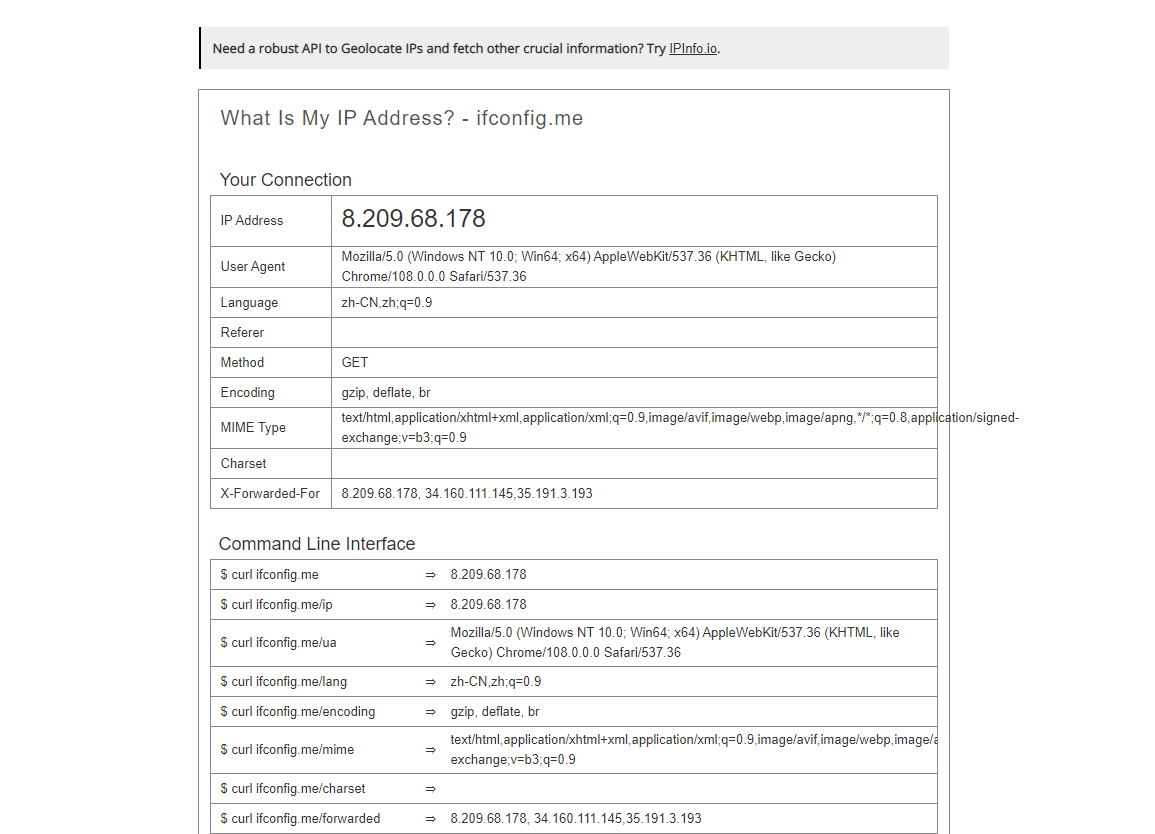 Need a robust API to Geolocate IPs and fetch other crucial information? Try IPInfo.io.
What Is My IP Address? - ifconfig.me
Your Connection
IP Address 8.209.68.178
User Agent Mozilla/5.0 (Windows NT 10.0; Win64; x64) AppleWebKit/537.36 (KHTML, like Gecko)
Chrome/108.0.0.0 Safari/537.36
Language zh-CN,zh;q=0.9
Referer
Method GET
Encoding gzip, deflate, br
MIME Type text/html,application/xhtml+xml,application/xml;q=0.9,image/avif,image/webp,image/apng,*/*;q=0.8,application/signed-
exchange;v=b3;q=0.9
Charset
X-Forwarded-For 8.209.68.178, 34.160.111.145,35.191.3.193
Command Line Interface
$ curl ifconfig.me ⇒ 8.209.68.178
$ curl ifconfig.me/ip ⇒ 8.209.68.178
$ curl ifconfig.me/ua ⇒ Mozilla/5.0 (Windows NT 10.0; Win64; x64) AppleWebKit/537.36 (KHTML, like
Gecko) Chrome/108.0.0.0 Safari/537.36
$ curl ifconfig.me/lang ⇒ zh-CN,zh;q=0.9
$ curl ifconfig.me/encoding ⇒ gzip, deflate, br
$ curl ifconfig.me/mime ⇒ text/html,application/xhtml+xml,application/xml;q=0.9,image/avif,image/webp,image/a
exchange;v=b3;q=0.9
$ curl ifconfig.me/charset ⇒
$ curl ifconfig.me/forwarded ⇒ 8.209.68.178, 34.160.111.145,35.191.3.193